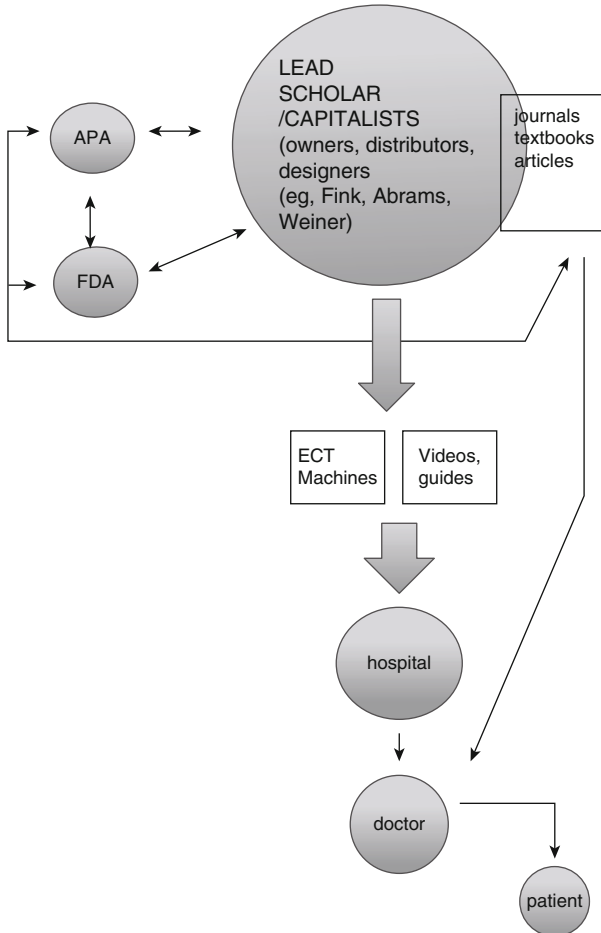 LEAD
SCHOLAR
/CAPITALISTS
(owners, distributors,
designers
(eg, Fink, Abrams,
Weiner)
journals
textbooks
articles
APA
FDA
ECT
Machines
Videos,
guides
hospital
doctor
patient